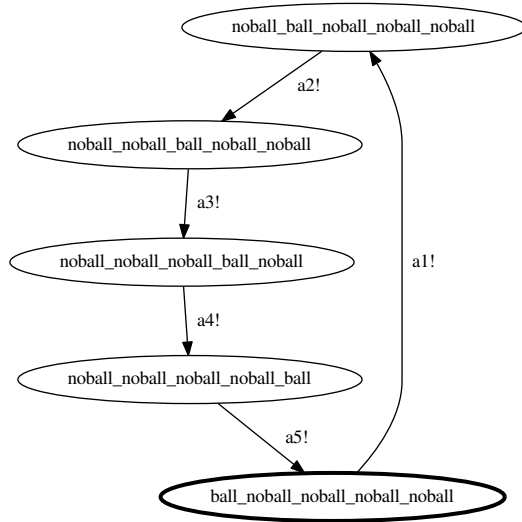 noball_ball_noball_noball_noball
a2!
noball_noball_ball_noball_noball
a3!
noball_noball_noball_ball_noball
a1!
a4!
noball_noball_noball_noball_ball
a5!
ball_noball_noball_noball_noball